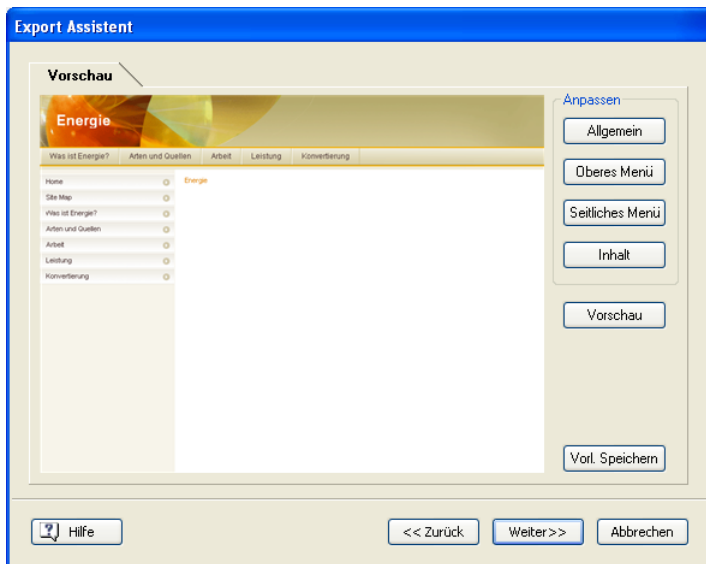 Export Assistent
Vorschau
Energie
Was ist Energie? Arten und Quellen Arbeit Leistung Konvertierung
Home
Site Map
Was ist Energie?
Arten und Quellen
Arbeit
Leistung
Konvertierung
Energie
Anpassen
Allgemein
Oberes Menü
Seitliches Menü
Inhalt
Vorschau
Vorl. Speichern
Hilfe
<< Zurück Weiter>> Abbrechen